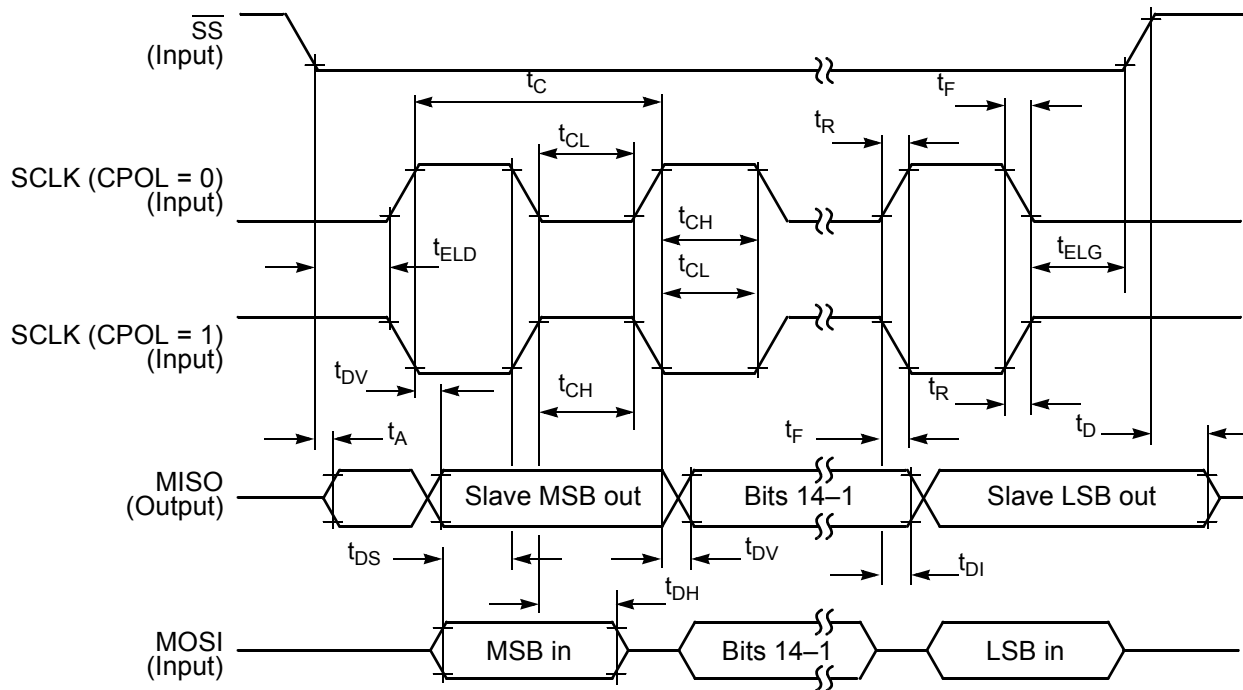 SS
(Input)
tC
tF
tR
tCL
SCLK (CPOL = 0)
(Input)
tCH
tELD
tELG
tCL
SCLK (CPOL = 1)
(Input)
tDV
tCH
tR
tA
tF
tD
MISO
(Output)
Slave MSB out
Bits 14–1
Slave LSB out
tDS
tDV
tDI
tDH
MOSI
(Input)
MSB in
Bits 14–1
LSB in